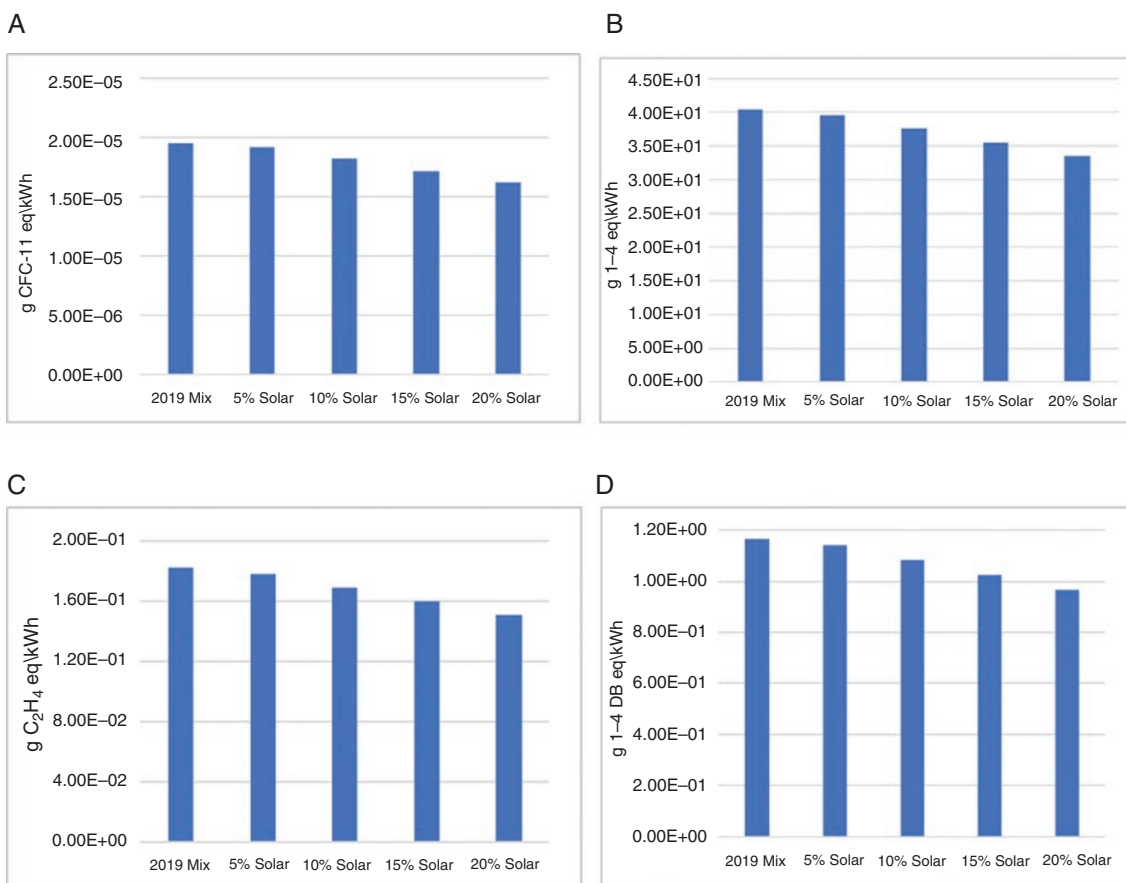 A
g CFC-11 eq\kWh
2.50E–05
2.00E–05
1.50E–05
1.00E–05
5.00E–06
0.00E+00
2019 Mix 5% Solar 10% Solar 15% Solar 20% Solar
B
g 1–4 eq\kWh
4.50E+01
4.00E+01
3.50E+01
3.00E+01
2.50E+01
2.00E+01
1.50E+01
1.00E+01
5.00E+00
0.00E+00
2019 Mix 5% Solar 10% Solar 15% Solar 20% Solar
C
g C₂H₄ eq\kWh
2.00E–01
1.60E–01
1.20E–01
8.00E–02
4.00E–02
0.00E+00
2019 Mix 5% Solar 10% Solar 15% Solar 20% Solar
D
g 1–4 DB eq\kWh
1.20E+00
1.00E+00
8.00E–01
6.00E–01
4.00E–01
2.00E–01
0.00E+00
2019 Mix 5% Solar 10% Solar 15% Solar 20% Solar